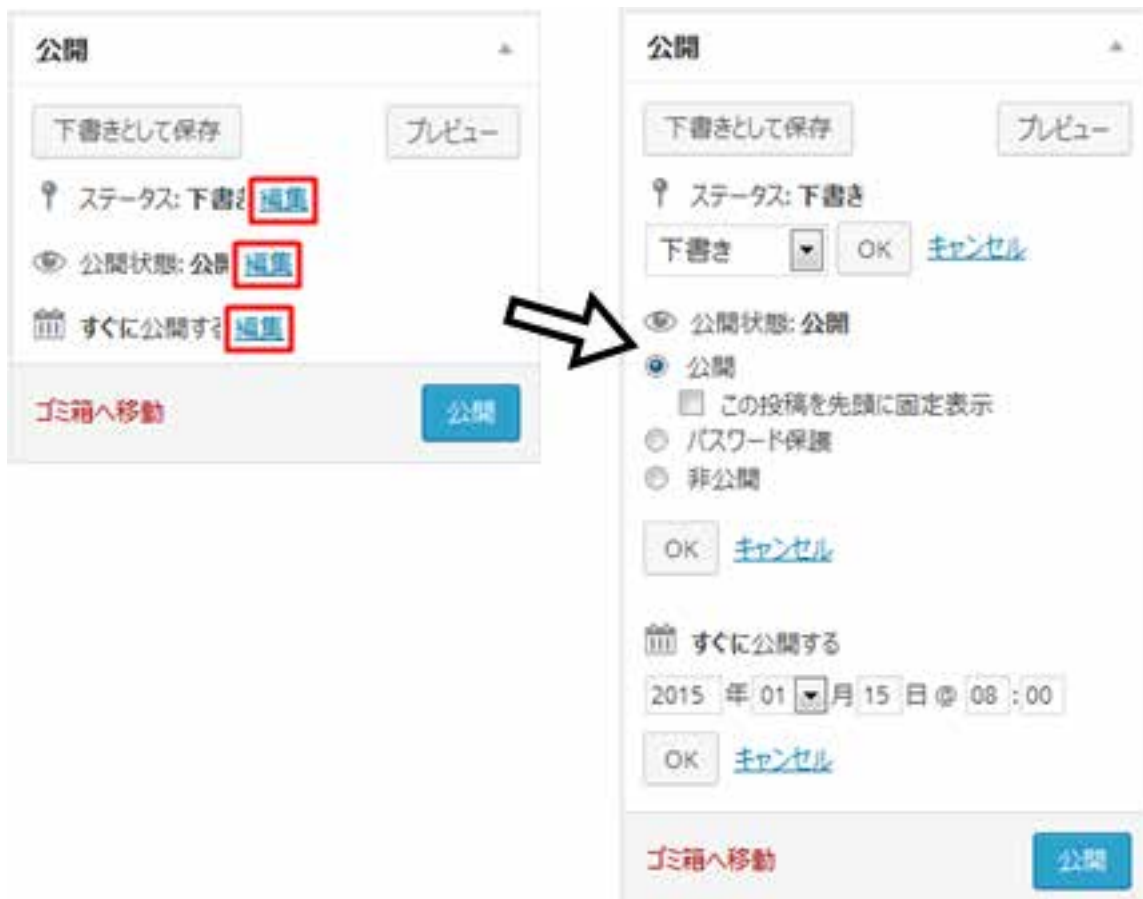 公開
下書きとして保存 プレビュー
ステータス: 下書き 編集
公開状態: 公開 編集
すぐに公開する 編集
ゴミ箱へ移動 公開
公開
下書きとして保存 プレビュー
ステータス: 下書き
下書き OK キャンセル
公開状態: 公開
公開
この投稿を先頭に固定表示
パスワード保護
非公開
OK キャンセル
すぐに公開する
2015 年 01 月 15 日 @ 08 : 00
OK キャンセル
ゴミ箱へ移動 公開